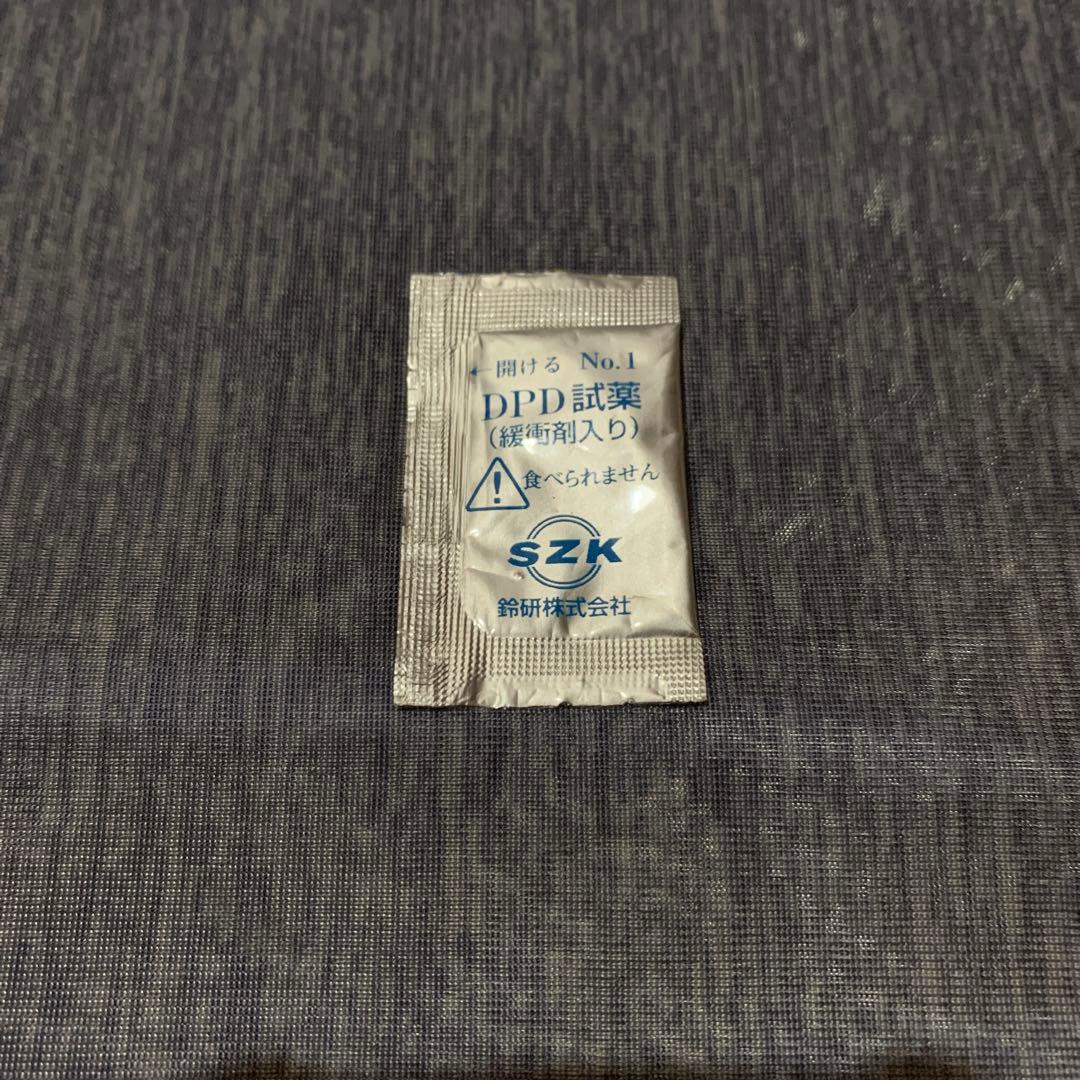 ←開ける No.1
DPD試薬
(緩衝剤入り)
食べられません
SZK
鈴研株式会社